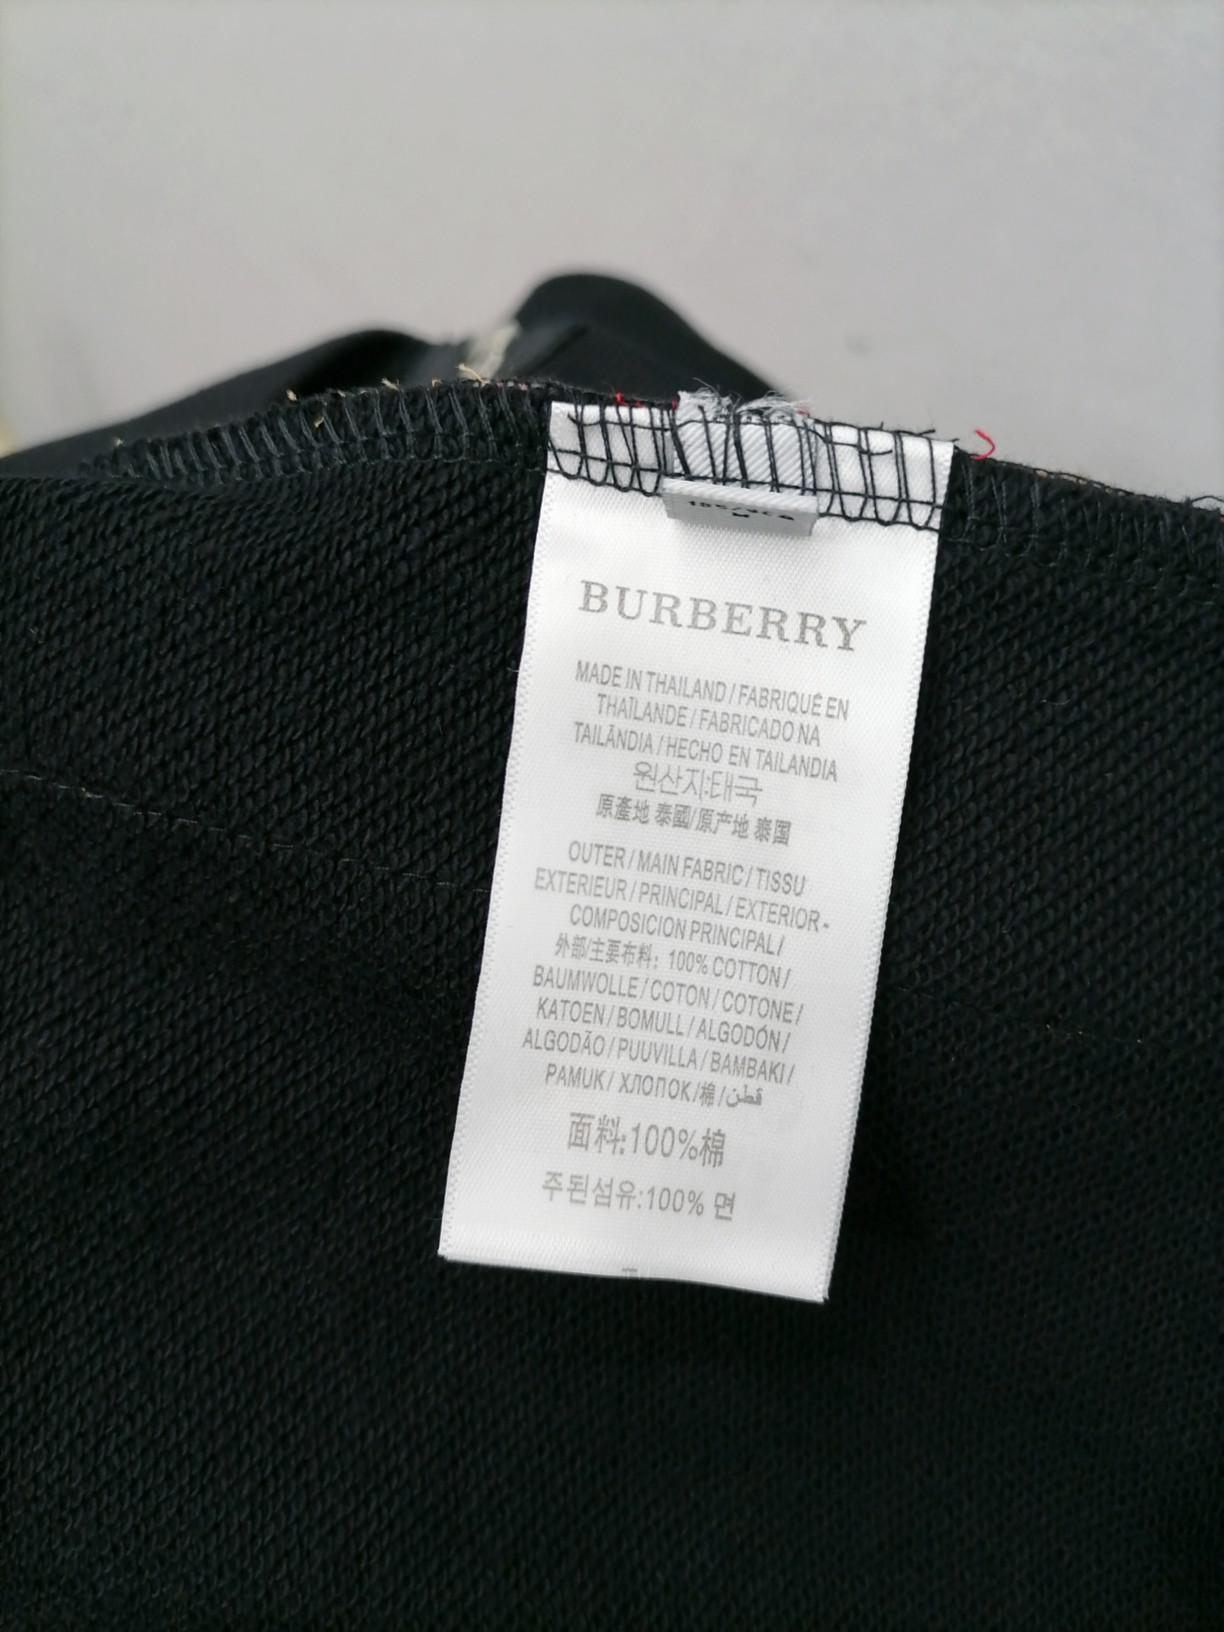 BURBERRY
MADE IN THAILAND / FABRIQUÉ EN
THAÏLANDE / FABRICADO NA
TAILÂNDIA / HECHO EN TAILANDIA
원산지:태국
原產地 泰國/原产地 泰国
OUTER / MAIN FABRIC / TISSU
EXTERIEUR / PRINCIPAL / EXTERIOR -
COMPOSICION PRINCIPAL /
外部/主要布料: 100% COTTON /
BAUMWOLLE / COTON / COTONE /
KATOEN / BOMULL / ALGODÓN /
ALGODÃO / PUUVILLA / BAMBAKI /
PAMUK / ХЛОПОК /棉 / قطن
面料:100%棉
주된섬유:100% 면